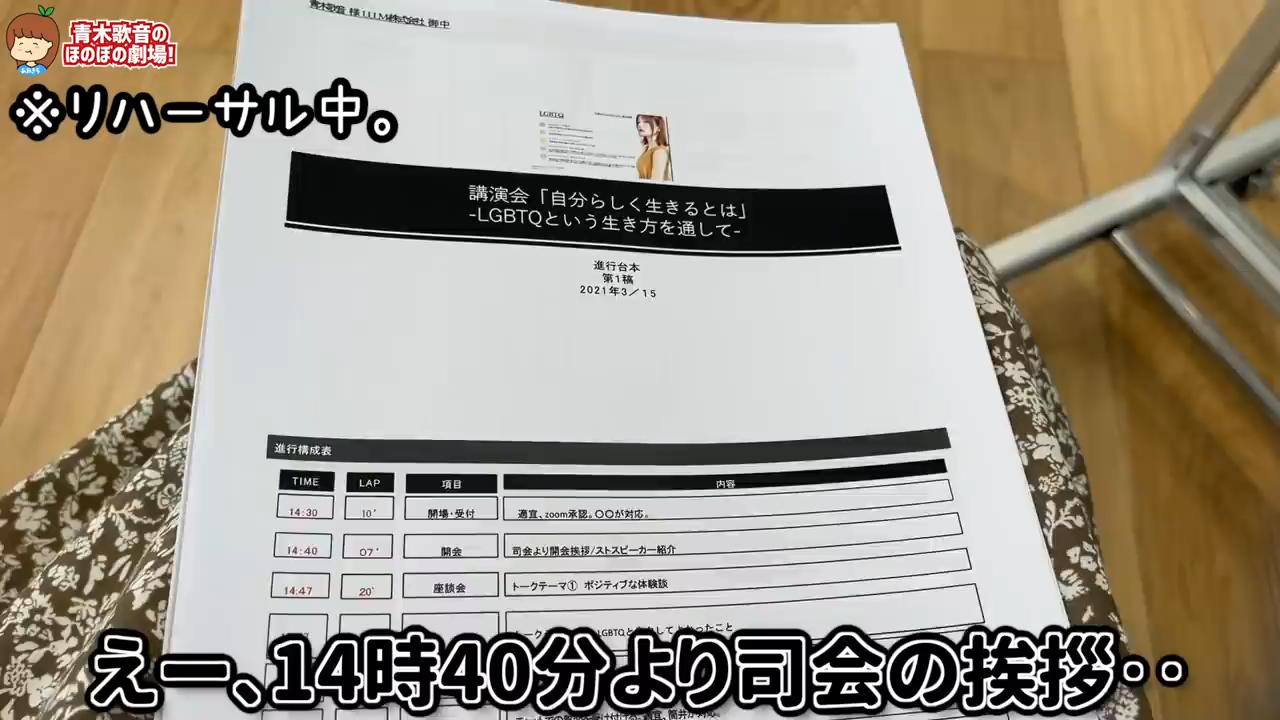 青木歌音の
ほのぼの劇場!
※リハーサル中。
LGBTQ
講演会「自分らしく生きるとは」
-LGBTQという生き方を通して-
進行台本
第1稿
2021年3/15
進行構成表
TIME LAP 項目 内容
14:30 10' 開場・受付 適宜、zoom承認。〇〇が対応。
14:40 07' 開会 司会より開会挨拶/ストスピーカー紹介
14:47 20' 座談会 トークテーマ① ポジティブな体験談
えー、14時40分より司会の挨拶‥